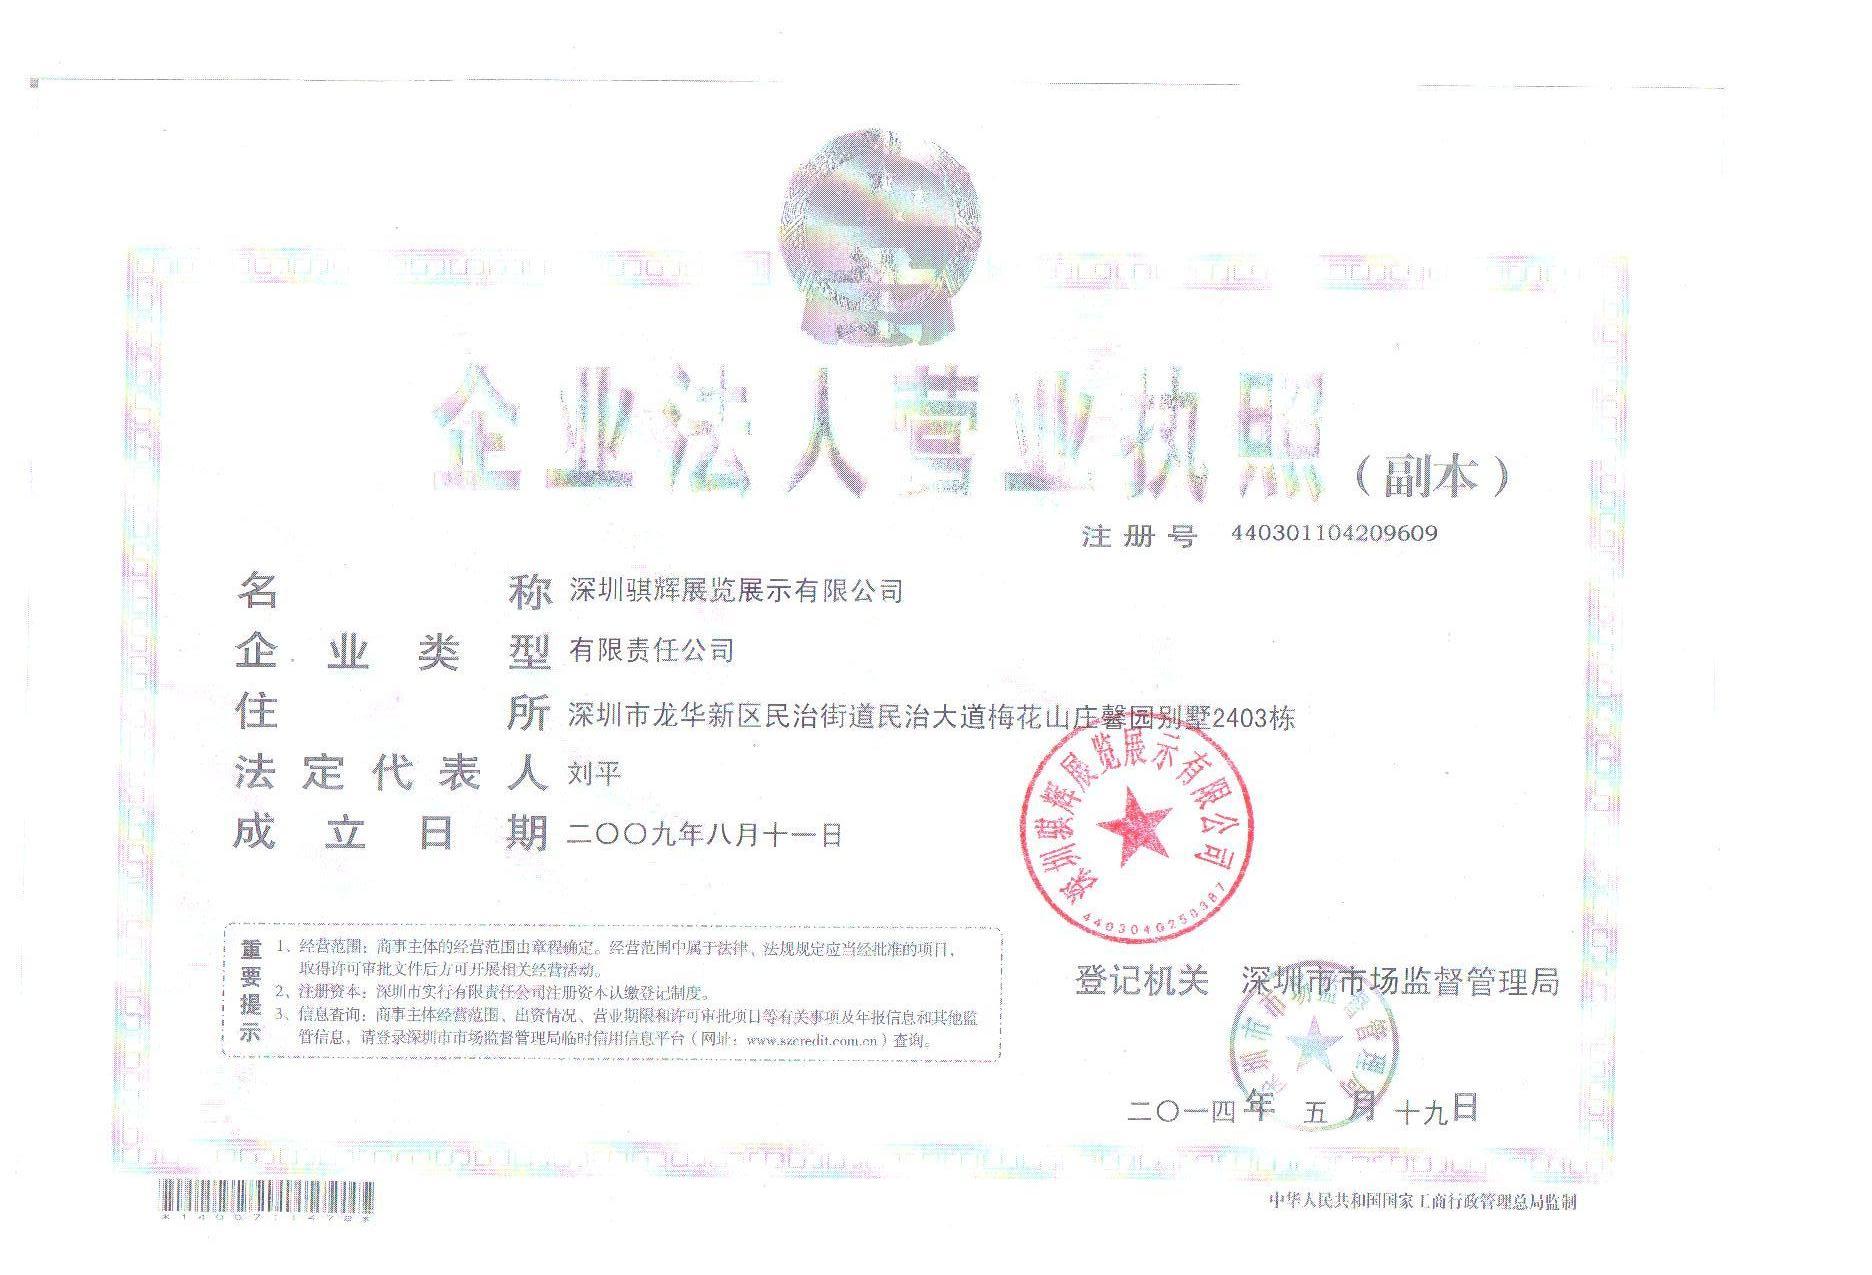 企业法人营业执照（副本）
注册号 440301104209609
名称 深圳骐辉展览展示有限公司
企业类型 有限责任公司
住所 深圳市龙华新区民治街道民治大道梅花山庄馨园别墅2403栋
法定代表人 刘平
成立日期 二〇〇九年八月十一日
深圳骐辉展览展示有限公司
440304G250387
重要提示
1、经营范围：商事主体的经营范围由章程确定。经营范围中属于法律、法规规定应当经批准的项目，
取得许可审批文件后方可开展相关经营活动。
2、注册资本：深圳市实行有限责任公司注册资本认缴登记制度。
3、信息查询：商事主体经营范围、出资情况、营业期限和许可审批项目等有关事项及年报信息和其他监
管信息，请登录深圳市市场监督管理局临时信用信息平台（网址：www.szcredit.com.cn）查询。
登记机关 深圳市市场监督管理局
深圳市市场监督管理局
二〇一四年五月十九日
中华人民共和国国家工商行政管理总局监制